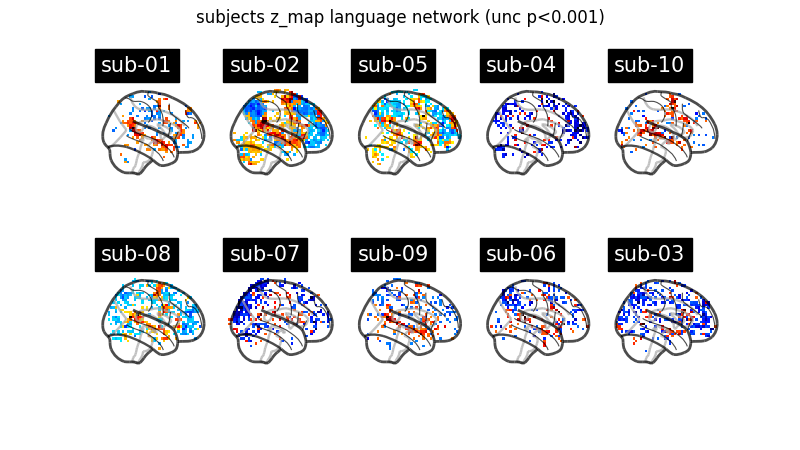 subjects z_map language network (unc p<0.001)
sub-01 sub-02 sub-05 sub-04 sub-10
sub-08 sub-07 sub-09 sub-06 sub-03